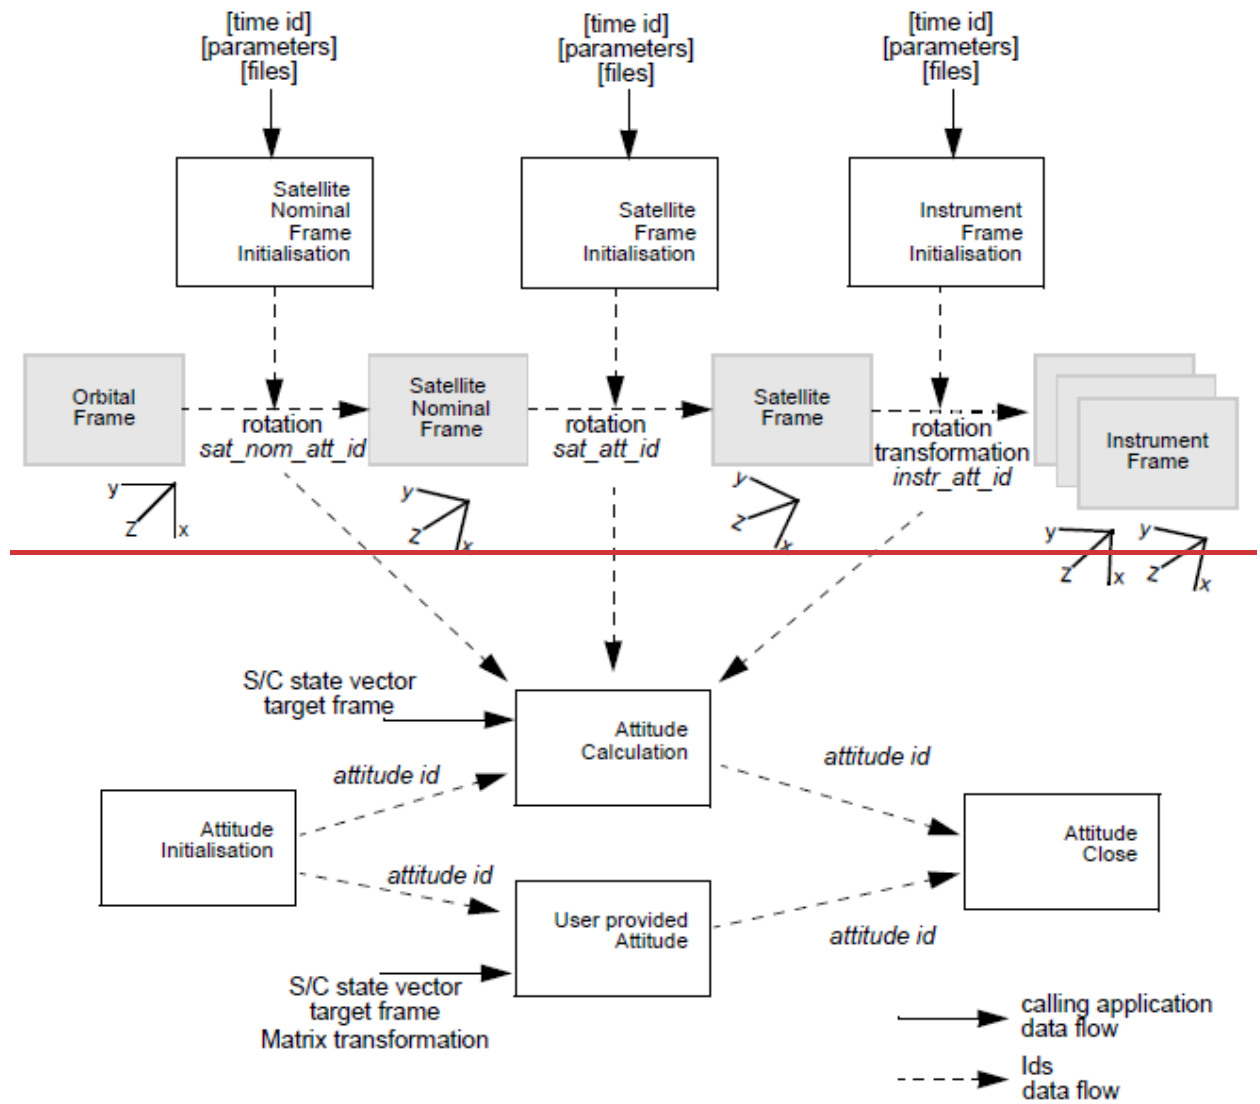 [time id]
[parameters]
[files]
[time id]
[parameters]
[files]
[time id]
[parameters]
[files]
Satellite
Nominal
Frame
Initialisation
Satellite
Frame
Initialisation
Instrument
Frame
Initialisation
Orbital
Frame
rotation
sat_nom_att_id
Satellite
Nominal
Frame
rotation
sat_att_id
Satellite
Frame
rotation
transformation
instr_att_id
Instrument
Frame
y
Z
x
y
Z
x
y
Z
x
y
Z
x
y
Z
x
S/C state vector
target frame
Attitude
Calculation
attitude id
attitude id
Attitude
Initialisation
Attitude
Close
attitude id
User provided
Attitude
attitude id
S/C state vector
target frame
Matrix transformation
calling application
data flow
Ids
data flow